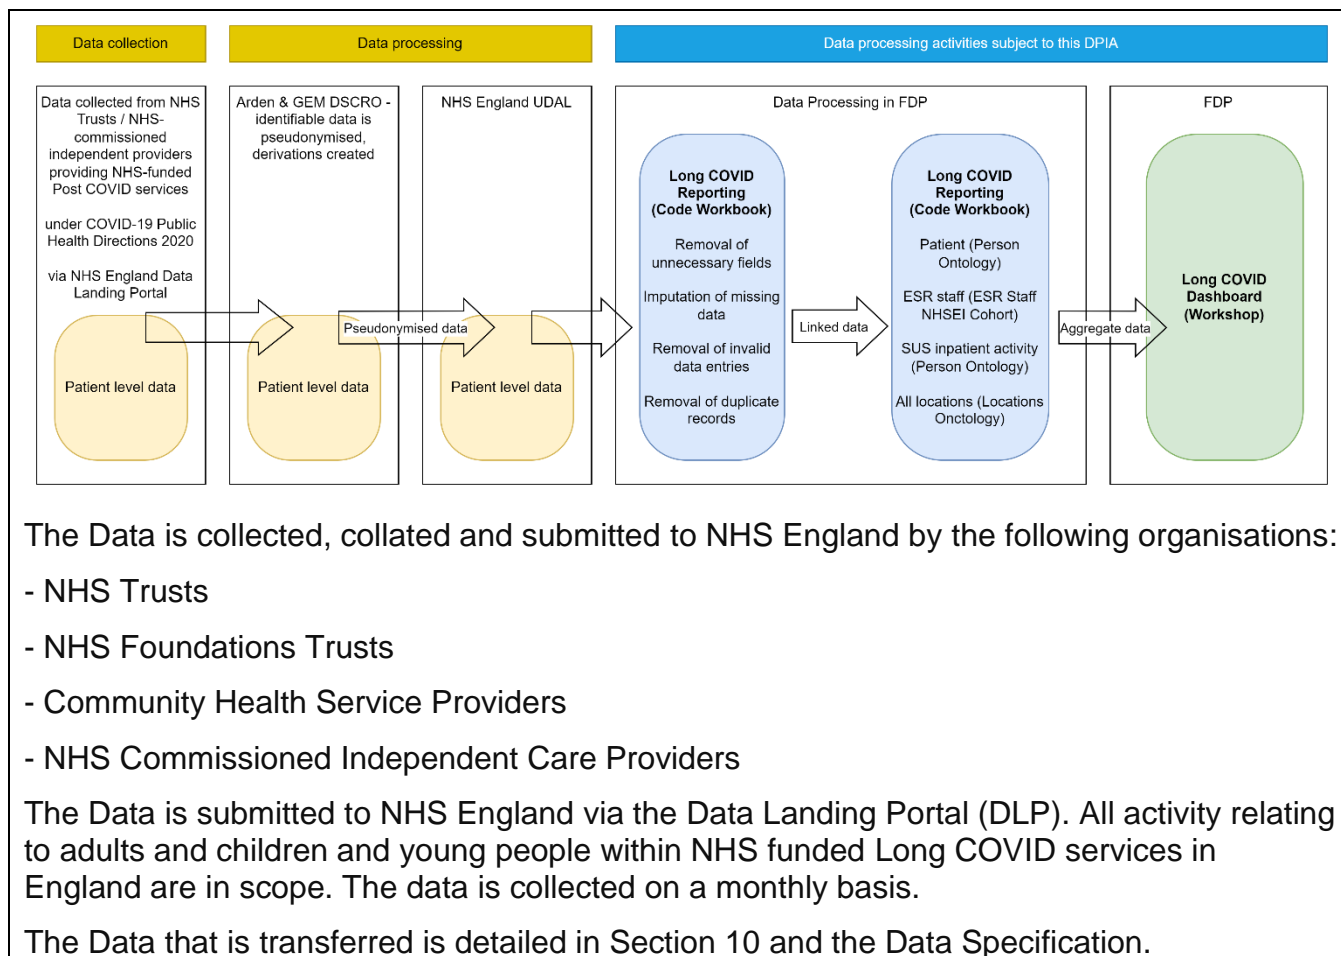 Data collection
Data processing
Data processing activities subject to this DPIA
Data collected from NHS
Trusts / NHS-
commissioned
independent providers
providing NHS-funded
Post COVID services
under COVID-19 Public
Health Directions 2020
via NHS England Data
Landing Portal
Patient level data
Arden & GEM DSCRO -
identifiable data is
pseudonymised,
derivations created
Patient level data
Pseudonymised data
NHS England UDAL
Patient level data
Data Processing in FDP
Long COVID
Reporting
(Code Workbook)
Removal of
unnecessary fields
Imputation of missing
data
Removal of invalid
data entries
Removal of duplicate
records
Linked data
Long COVID
Reporting
(Code Workbook)
Patient (Person
Ontology)
ESR staff (ESR Staff
NHSEI Cohort)
SUS inpatient activity
(Person Ontology)
All locations (Locations
Onctology)
Aggregate data
FDP
Long COVID
Dashboard
(Workshop)
The Data is collected, collated and submitted to NHS England by the following organisations:
- NHS Trusts
- NHS Foundations Trusts
- Community Health Service Providers
- NHS Commissioned Independent Care Providers
The Data is submitted to NHS England via the Data Landing Portal (DLP). All activity relating
to adults and children and young people within NHS funded Long COVID services in
England are in scope. The data is collected on a monthly basis.
The Data that is transferred is detailed in Section 10 and the Data Specification.